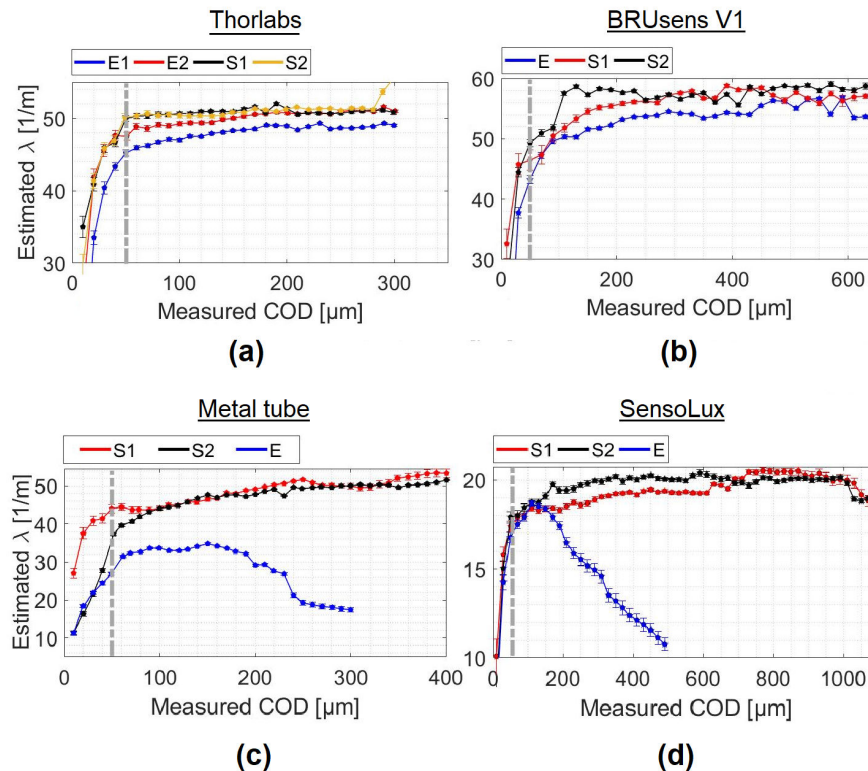 Thorlabs
E1 E2 S1 S2
Estimated λ [1/m]
50
40
30
0 100 200 300
Measured COD [µm]
(a)
BRUsens V1
E S1 S2
60
50
40
30
0 200 400 600
Measured COD [µm]
(b)
Metal tube
S1 S2 E
Estimated λ [1/m]
50
40
30
20
10
0 100 200 300 400
Measured COD [µm]
(c)
SensoLux
S1 S2 E
20
15
10
0 200 400 600 800 1000
Measured COD [µm]
(d)